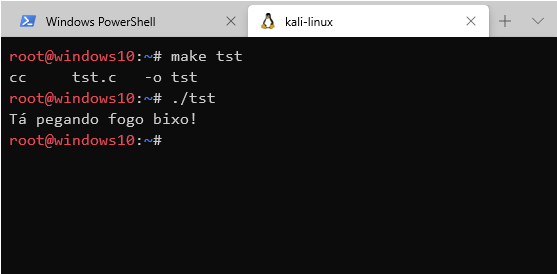 Windows PowerShell
kali-linux
root@windows10:~# make tst
cc     tst.c   -o tst
root@windows10:~# ./tst
Tá pegando fogo bixo!
root@windows10:~#